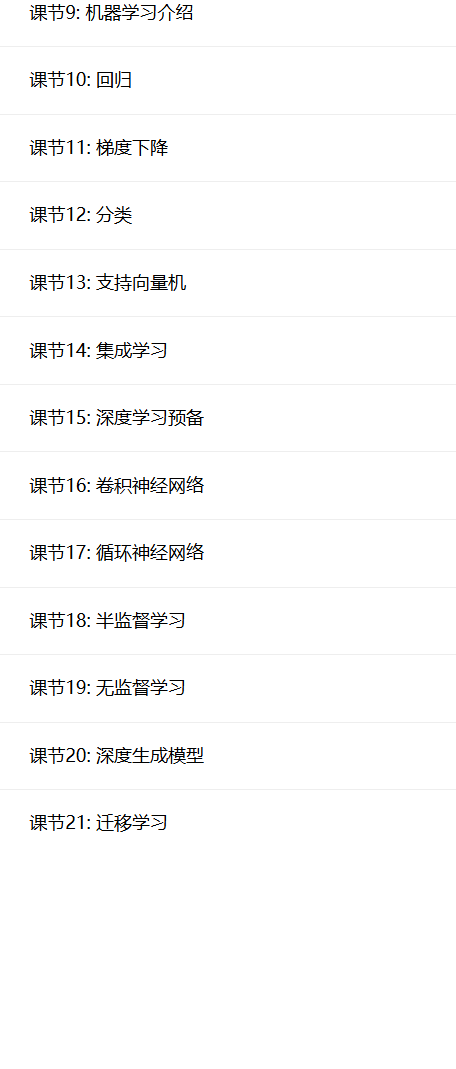 课节9: 机器学习介绍
课节10: 回归
课节11: 梯度下降
课节12: 分类
课节13: 支持向量机
课节14: 集成学习
课节15: 深度学习预备
课节16: 卷积神经网络
课节17: 循环神经网络
课节18: 半监督学习
课节19: 无监督学习
课节20: 深度生成模型
课节21: 迁移学习